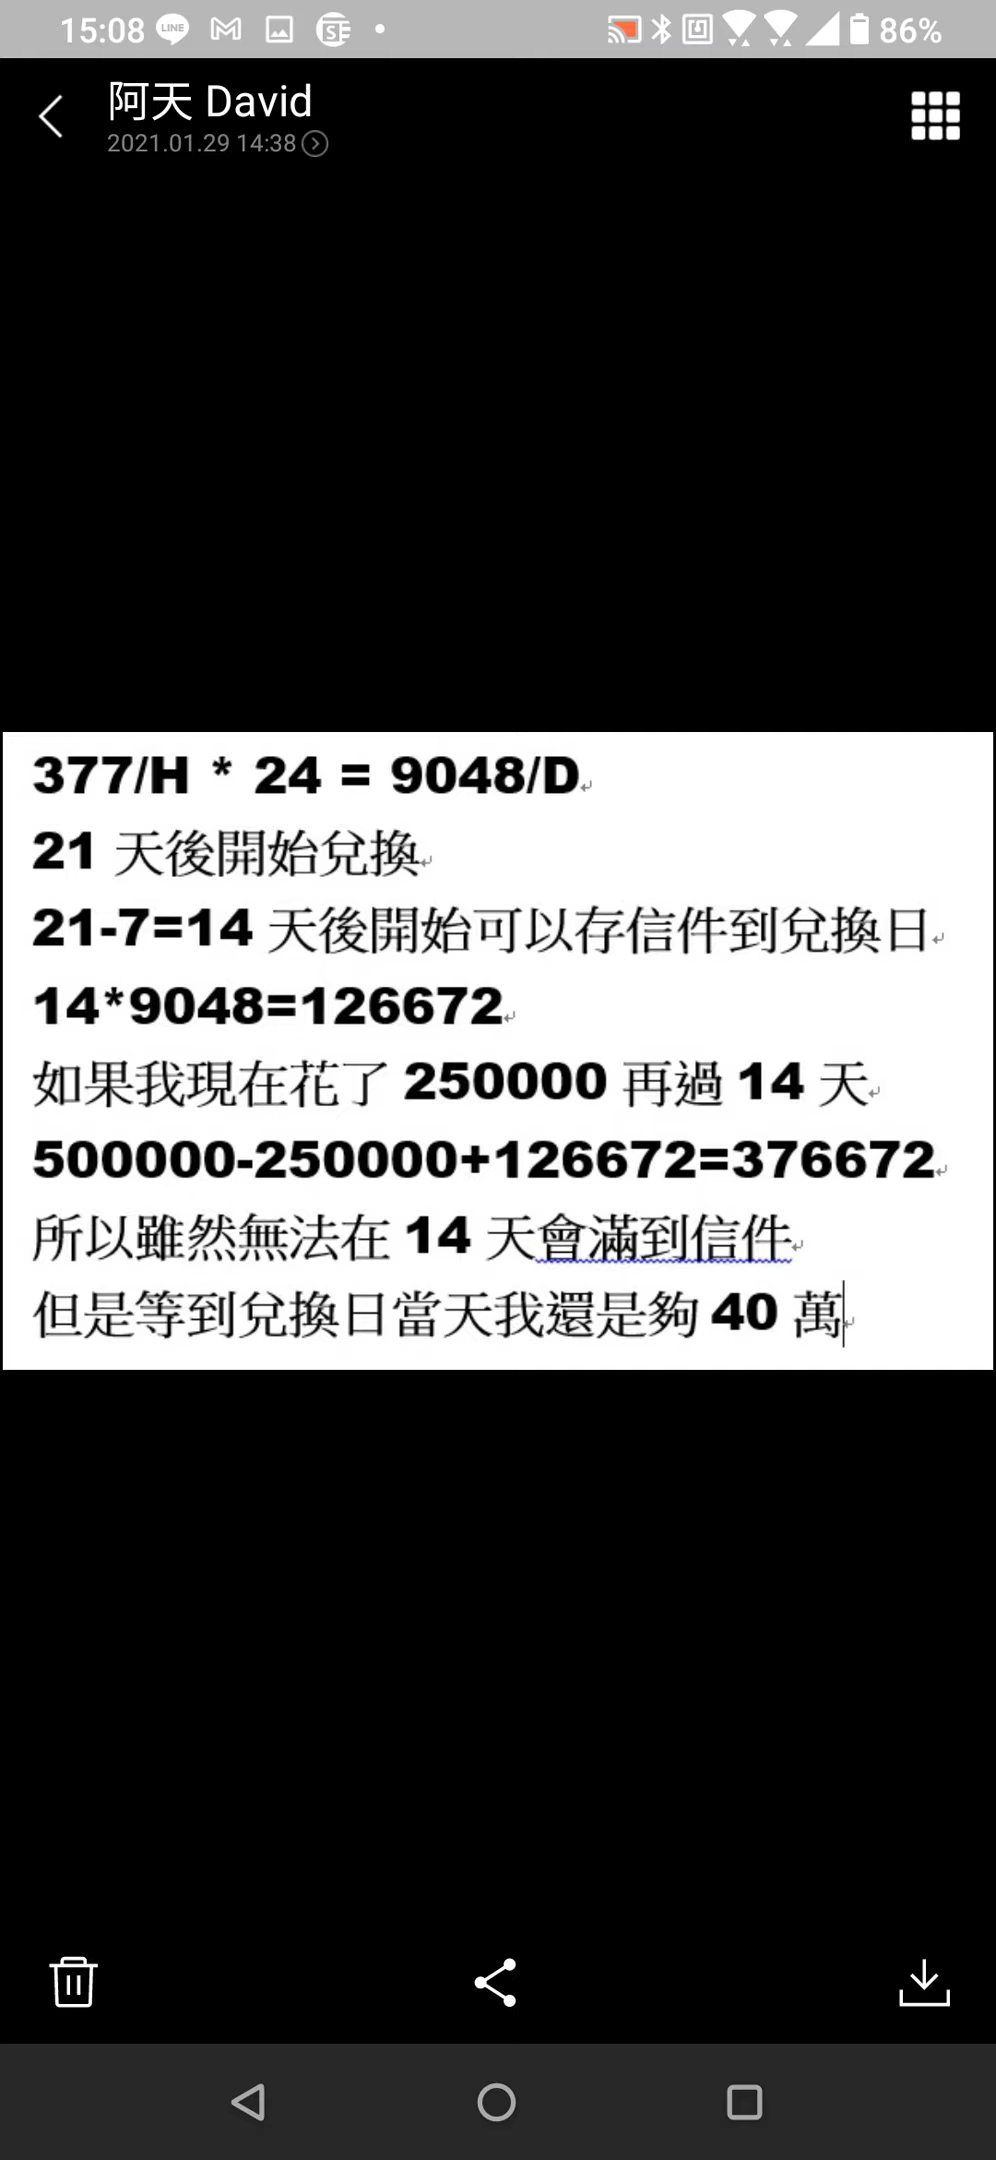 15:08 LINE SF 86%
阿天 David
2021.01.29 14:38
377/H * 24 = 9048/D
21 天後開始兌換
21-7=14 天後開始可以存信件到兌換日
14*9048=126672
如果我現在花了 250000 再過 14 天
500000-250000+126672=376672
所以雖然無法在 14 天會滿到信件
但是等到兌換日當天我還是夠 40 萬